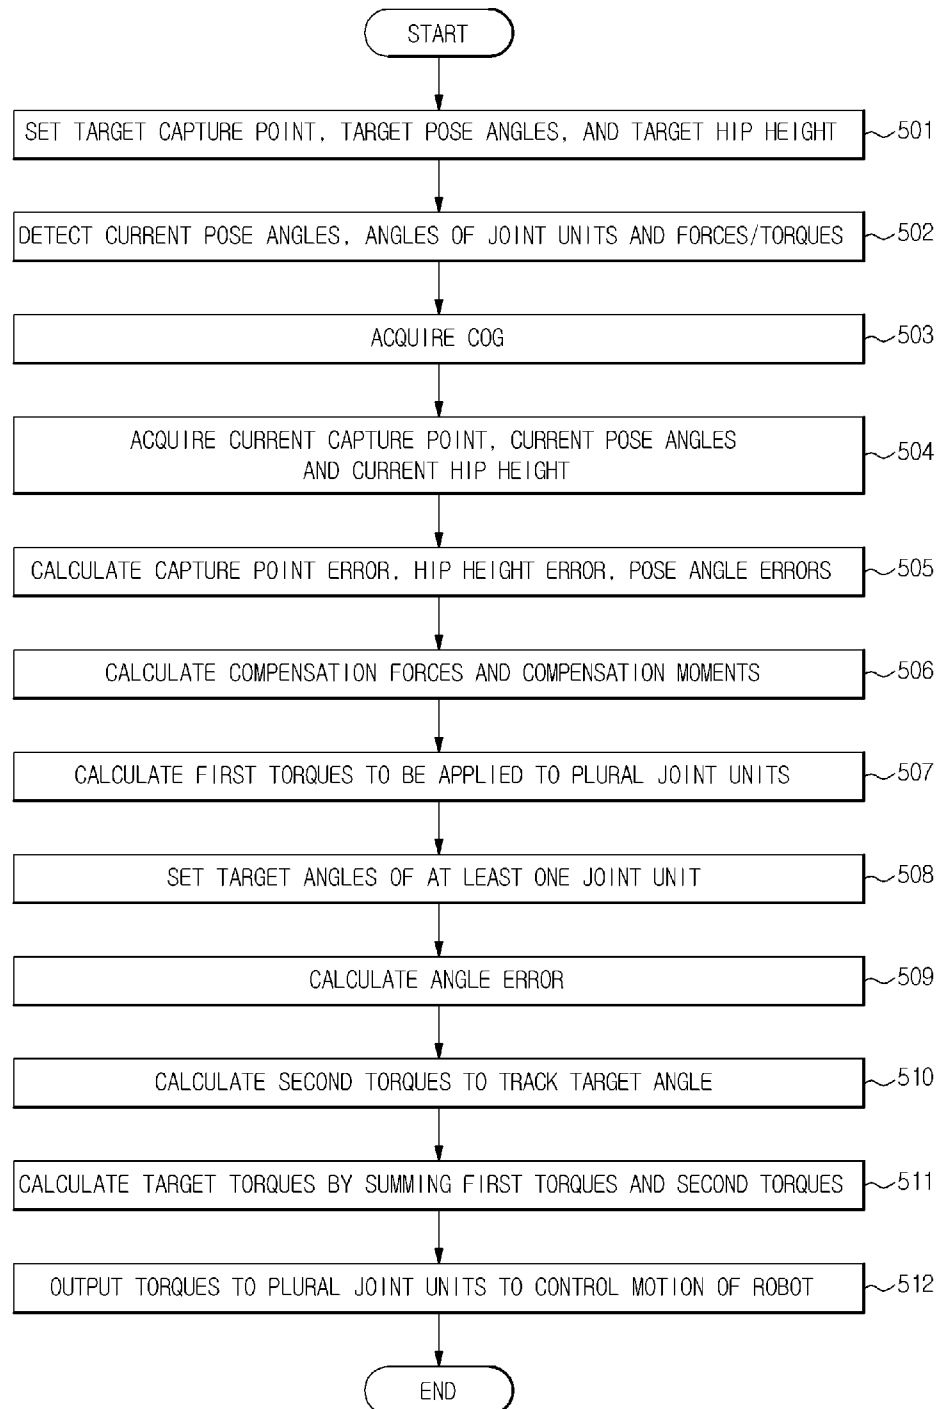 START
SET TARGET CAPTURE POINT, TARGET POSE ANGLES, AND TARGET HIP HEIGHT 501
DETECT CURRENT POSE ANGLES, ANGLES OF JOINT UNITS AND FORCES/TORQUES 502
ACQUIRE COG 503
ACQUIRE CURRENT CAPTURE POINT, CURRENT POSE ANGLES
AND CURRENT HIP HEIGHT 504
CALCULATE CAPTURE POINT ERROR, HIP HEIGHT ERROR, POSE ANGLE ERRORS 505
CALCULATE COMPENSATION FORCES AND COMPENSATION MOMENTS 506
CALCULATE FIRST TORQUES TO BE APPLIED TO PLURAL JOINT UNITS 507
SET TARGET ANGLES OF AT LEAST ONE JOINT UNIT 508
CALCULATE ANGLE ERROR 509
CALCULATE SECOND TORQUES TO TRACK TARGET ANGLE 510
CALCULATE TARGET TORQUES BY SUMMING FIRST TORQUES AND SECOND TORQUES 511
OUTPUT TORQUES TO PLURAL JOINT UNITS TO CONTROL MOTION OF ROBOT 512
END